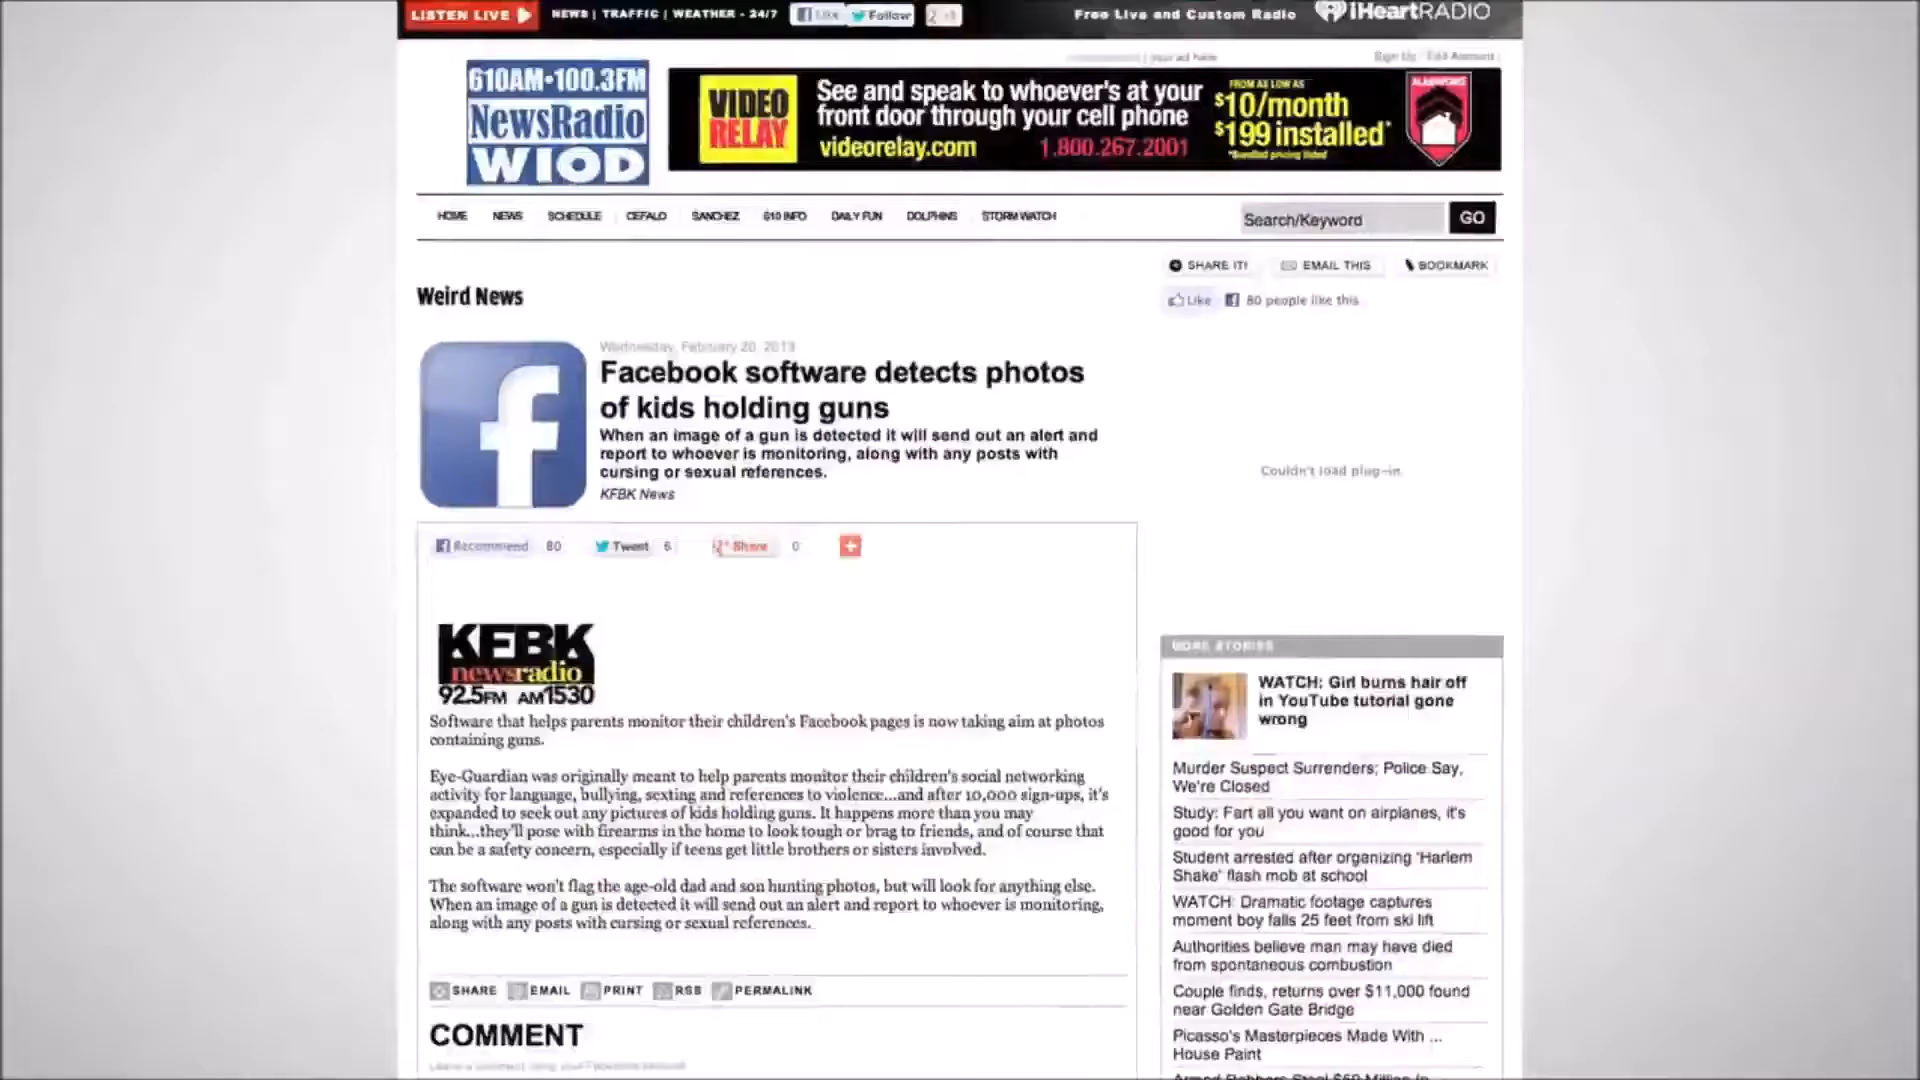 LISTEN LIVE
NEWS | TRAFFIC | WEATHER - 24/7
Like
Follow
Free Live and Custom Radio
iHeartRADIO
your ad here
Sign Up
Edit Account
610AM•100.3FM
NewsRadio
WIOD
VIDEO
RELAY
See and speak to whoever's at your
front door through your cell phone
videorelay.com
1.800.267.2001
FROM AS LOW AS
$10/month
$199 installed*
HOME
NEWS
SCHEDULE
CEFALO
SANCHEZ
610 INFO
DAILY FUN
DOLPHINS
STORM WATCH
Search/Keyword
GO
SHARE IT!
EMAIL THIS
BOOKMARK
Like
80 people like this
Weird News
Wednesday, February 20, 2013
Facebook software detects photos
of kids holding guns
When an image of a gun is detected it will send out an alert and
report to whoever is monitoring, along with any posts with
cursing or sexual references.
KFBK News
Couldn't load plug-in.
Recommend 80
Tweet 6
Share 0
KFBK
newsradio
92.5FM AM1530
Software that helps parents monitor their children's Facebook pages is now taking aim at photos
containing guns.
Eye-Guardian was originally meant to help parents monitor their children's social networking
activity for language, bullying, sexting and references to violence...and after 10,000 sign-ups, it's
expanded to seek out any pictures of kids holding guns. It happens more than you may
think...they'll pose with firearms in the home to look tough or brag to friends, and of course that
can be a safety concern, especially if teens get little brothers or sisters involved.
The software won't flag the age-old dad and son hunting photos, but will look for anything else.
When an image of a gun is detected it will send out an alert and report to whoever is monitoring,
along with any posts with cursing or sexual references.
SHARE
EMAIL
PRINT
RSS
PERMALINK
COMMENT
MORE STORIES
WATCH: Girl burns hair off
in YouTube tutorial gone
wrong
Murder Suspect Surrenders; Police Say,
We're Closed
Study: Fart all you want on airplanes, it's
good for you
Student arrested after organizing 'Harlem
Shake' flash mob at school
WATCH: Dramatic footage captures
moment boy falls 25 feet from ski lift
Authorities believe man may have died
from spontaneous combustion
Couple finds, returns over $11,000 found
near Golden Gate Bridge
Picasso's Masterpieces Made With ...
House Paint